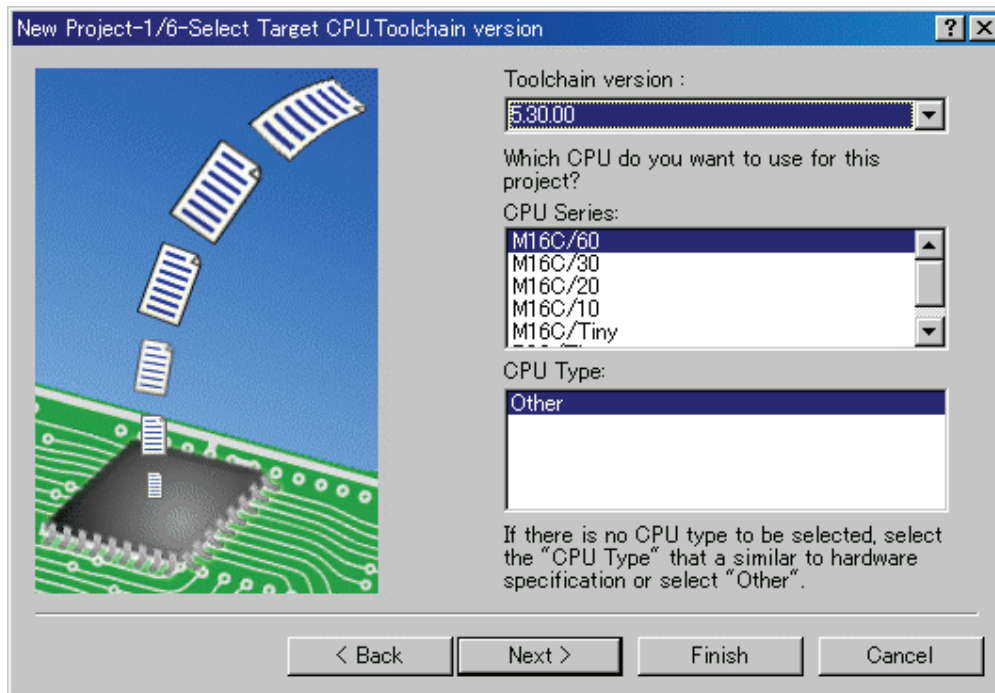 New Project-1/6-Select Target CPU.Toolchain version
Toolchain version :
5.30.00
Which CPU do you want to use for this
project?
CPU Series:
M16C/60
M16C/30
M16C/20
M16C/10
M16C/Tiny
CPU Type:
Other
If there is no CPU type to be selected, select
the "CPU Type" that a similar to hardware
specification or select "Other".
< Back
Next >
Finish
Cancel